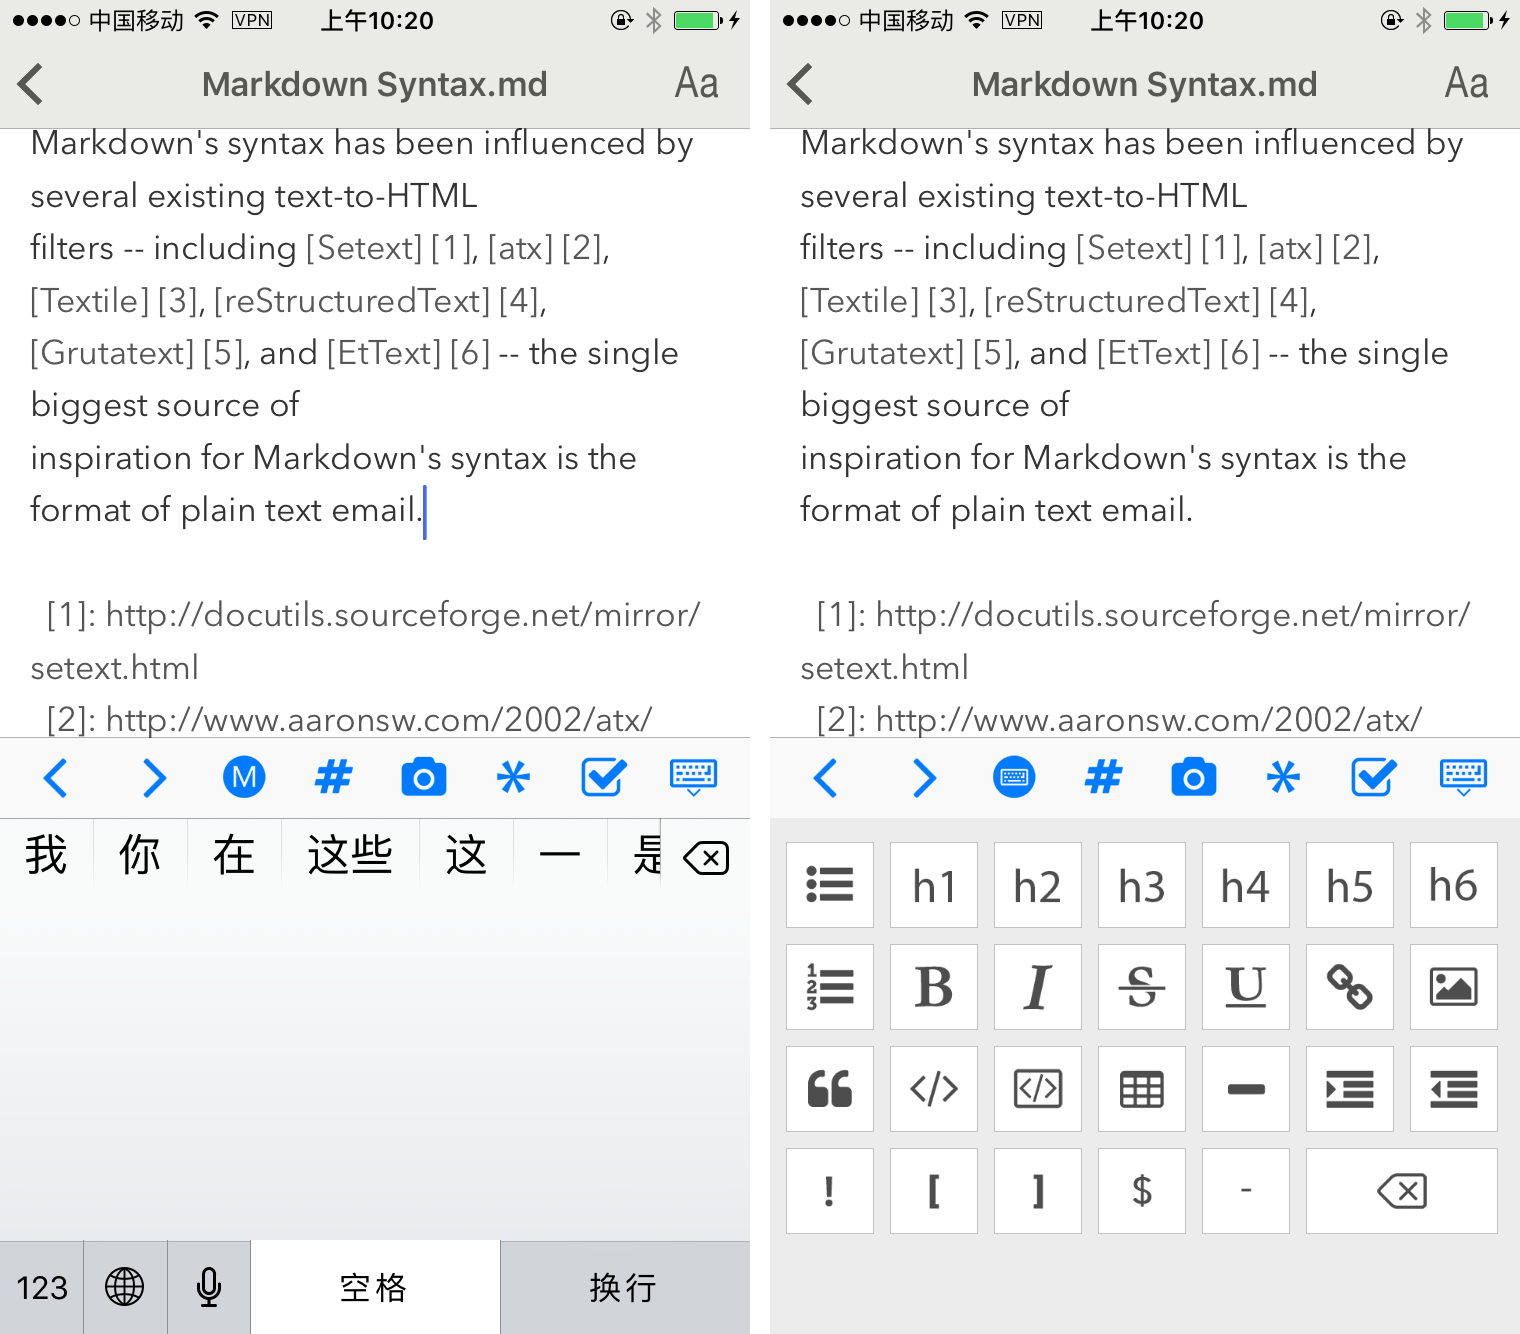 中国移动 VPN 上午10:20
Markdown Syntax.md Aa
Markdown's syntax has been influenced by
several existing text-to-HTML
filters -- including [Setext] [1], [atx] [2],
[Textile] [3], [reStructuredText] [4],
[Grutatext] [5], and [EtText] [6] -- the single
biggest source of
inspiration for Markdown's syntax is the
format of plain text email.
[1]: http://docutils.sourceforge.net/mirror/
setext.html
[2]: http://www.aaronsw.com/2002/atx/
M # *
我 你 在 这些 这 一 是
123 空格 换行
中国移动 VPN 上午10:20
Markdown Syntax.md Aa
Markdown's syntax has been influenced by
several existing text-to-HTML
filters -- including [Setext] [1], [atx] [2],
[Textile] [3], [reStructuredText] [4],
[Grutatext] [5], and [EtText] [6] -- the single
biggest source of
inspiration for Markdown's syntax is the
format of plain text email.
[1]: http://docutils.sourceforge.net/mirror/
setext.html
[2]: http://www.aaronsw.com/2002/atx/
# *
h1 h2 h3 h4 h5 h6
1 2 3 B I S U
</> </>
! [ ] $ -